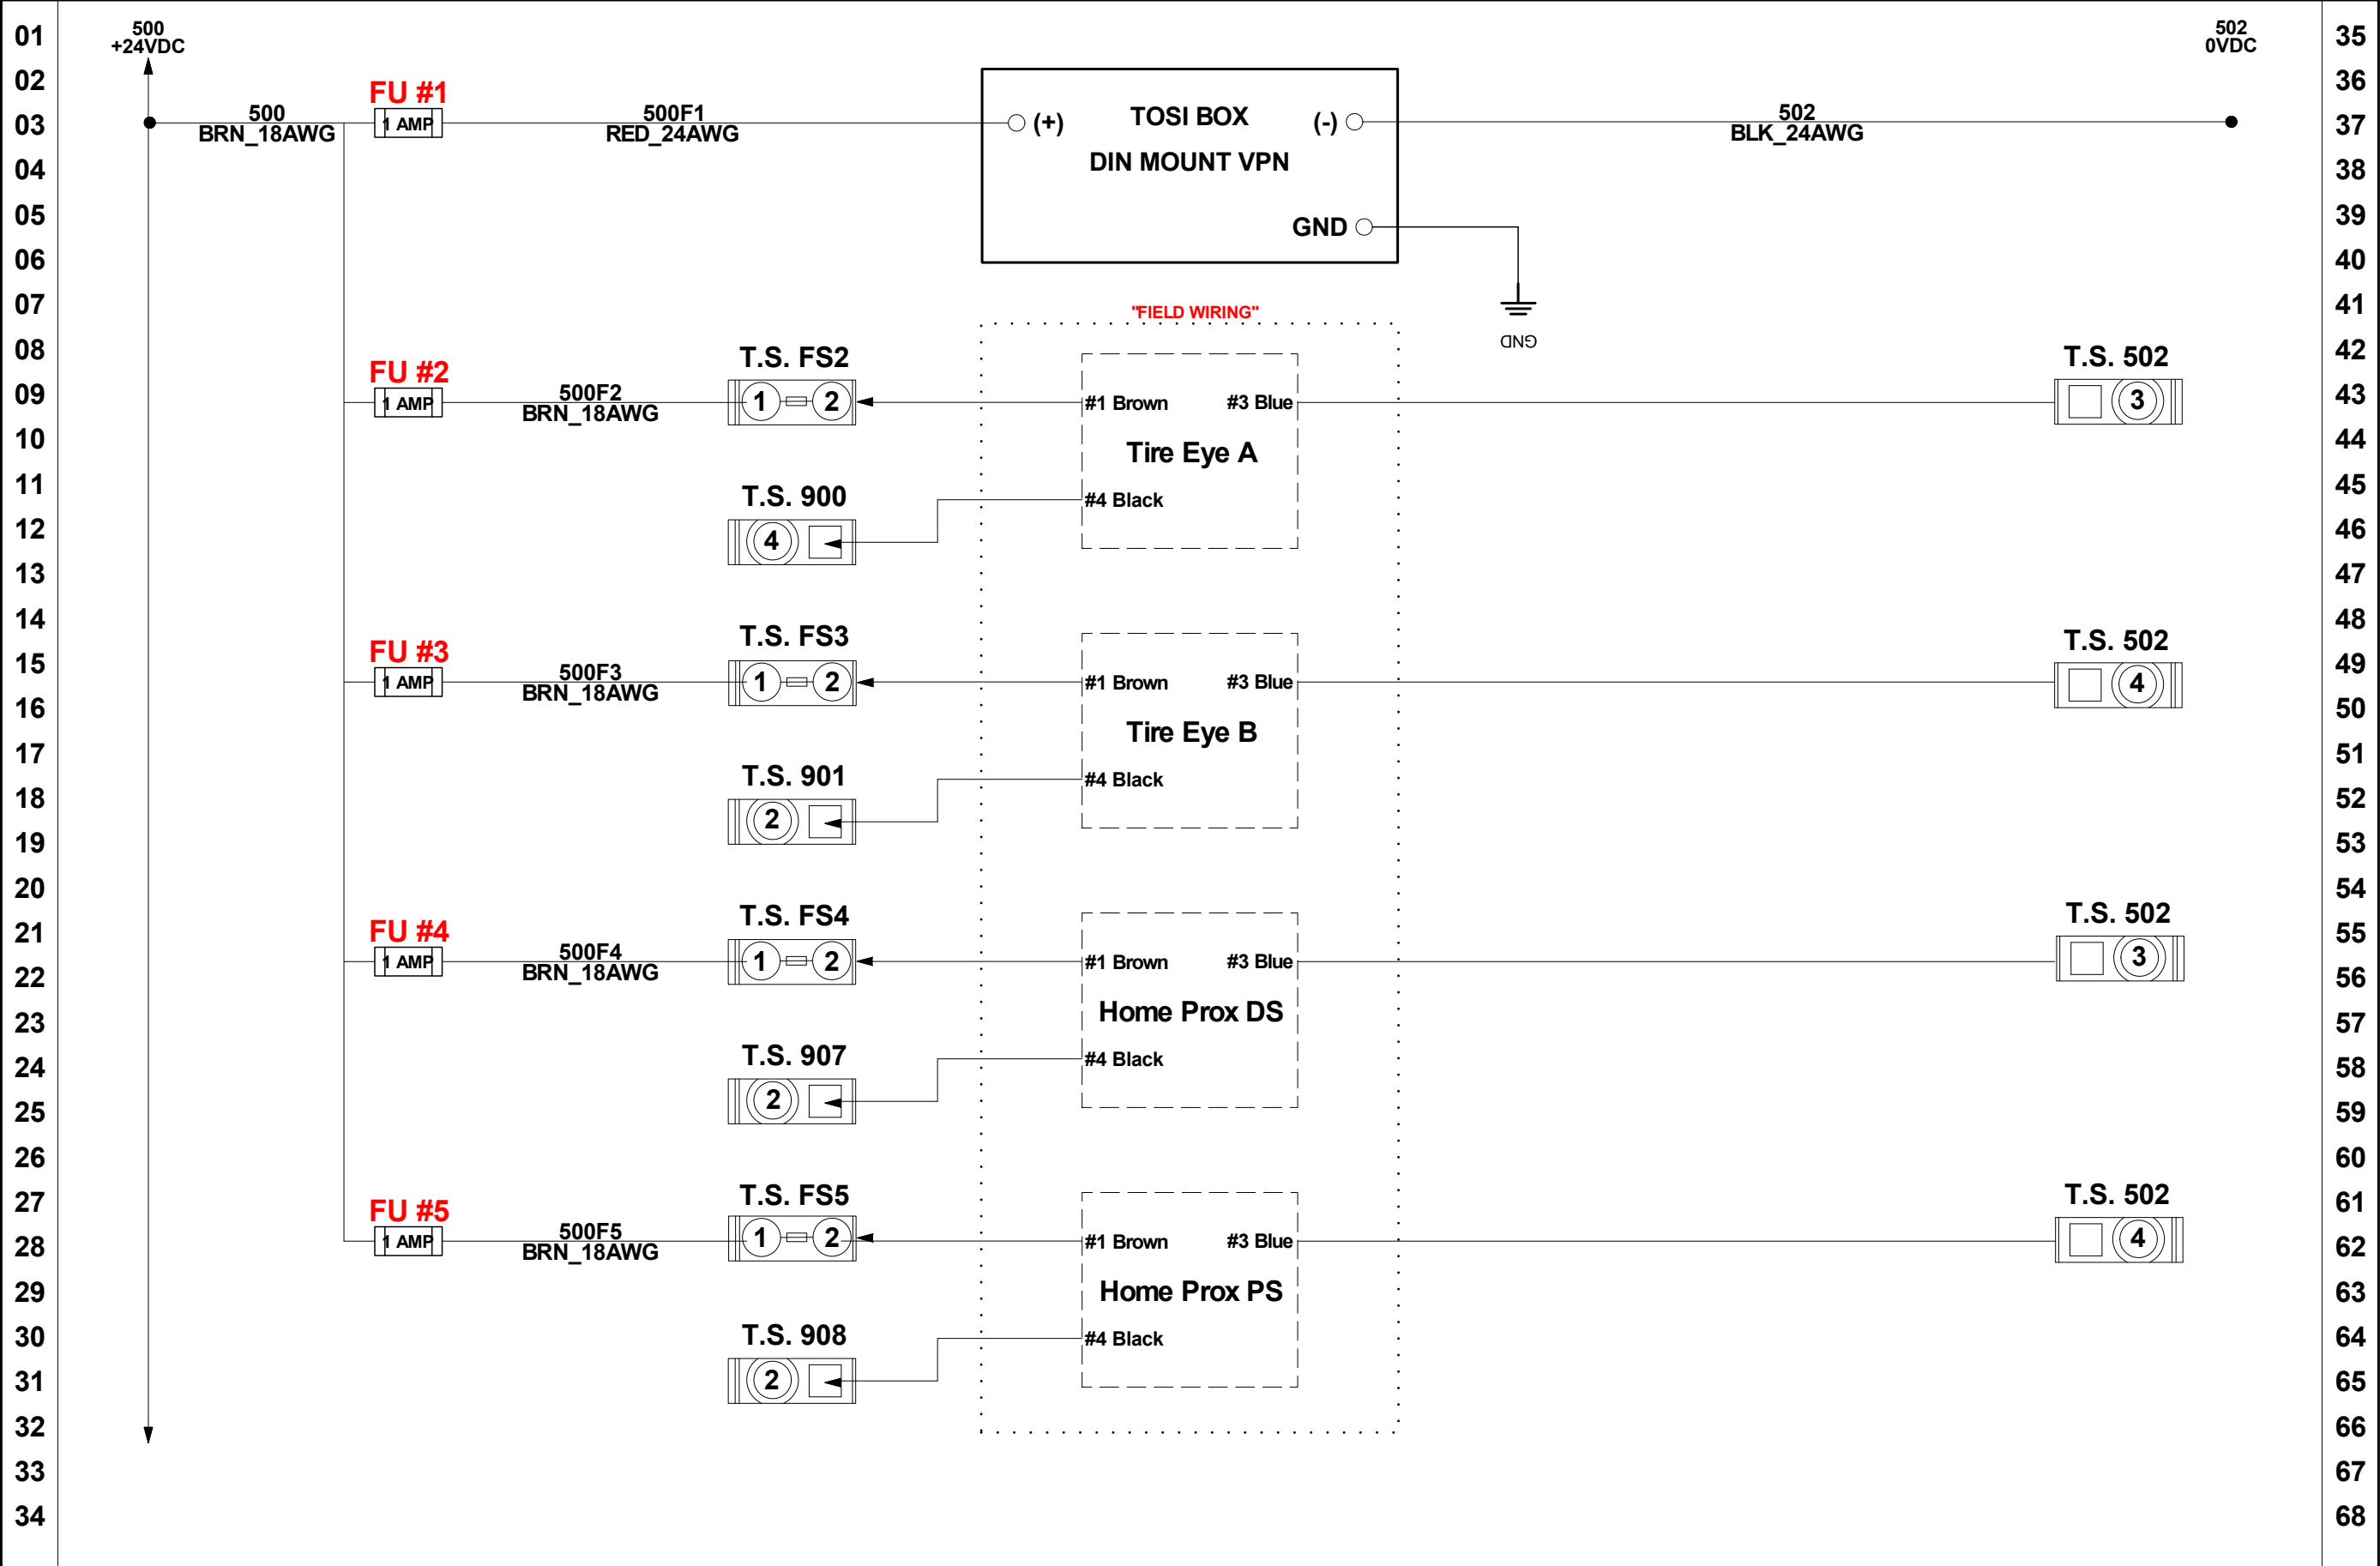 01
02
03
04
05
06
07
08
09
10
11
12
13
14
15
16
17
18
19
20
21
22
23
24
25
26
27
28
29
30
31
32
33
34
500
+24VDC
502
0VDC
500
BRN_18AWG
FU #1
1 AMP
500F1
RED_24AWG
(+)
TOSI BOX
(-)
DIN MOUNT VPN
GND
502
BLK_24AWG
GND
"FIELD WIRING"
FU #2
1 AMP
500F2
BRN_18AWG
T.S. FS2
1 2
#1 Brown
#3 Blue
Tire Eye A
#4 Black
T.S. 900
4
T.S. 502
3
FU #3
1 AMP
500F3
BRN_18AWG
T.S. FS3
1 2
#1 Brown
#3 Blue
Tire Eye B
#4 Black
T.S. 901
2
T.S. 502
4
FU #4
1 AMP
500F4
BRN_18AWG
T.S. FS4
1 2
#1 Brown
#3 Blue
Home Prox DS
#4 Black
T.S. 907
2
T.S. 502
3
FU #5
1 AMP
500F5
BRN_18AWG
T.S. FS5
1 2
#1 Brown
#3 Blue
Home Prox PS
#4 Black
T.S. 908
2
T.S. 502
4
35
36
37
38
39
40
41
42
43
44
45
46
47
48
49
50
51
52
53
54
55
56
57
58
59
60
61
62
63
64
65
66
67
68